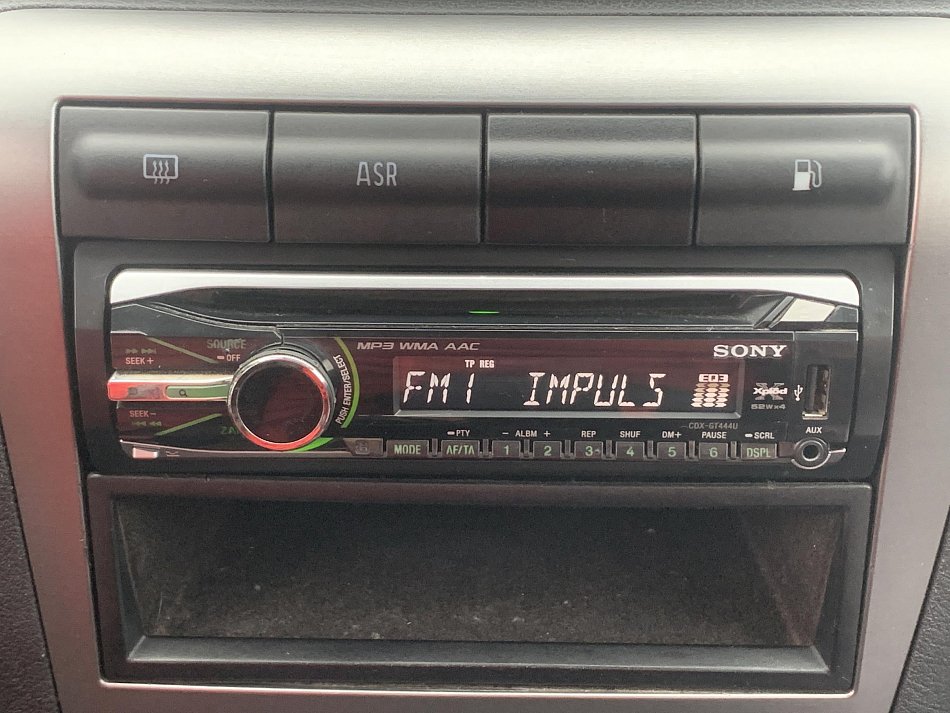 ASR
SOURCE
OFF
SEEK +
SEEK −
PUSH ENTER/SELECT
MP3 WMA AAC
SONY
TP REG
FM1 IMPULS
EQ3
Xplod
52W x 4
CDX-GT444U
AUX
PTY − ALBM + REP SHUF DM+ PAUSE SCRL
MODE AF/TA 1 2 3 4 5 6 DSPL